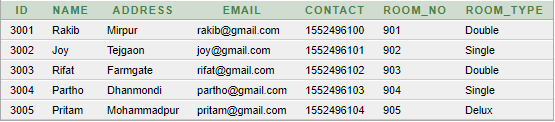 ID NAME ADDRESS EMAIL CONTACT ROOM_NO ROOM_TYPE
3001 Rakib Mirpur rakib@gmail.com 1552496100 901 Double
3002 Joy Tejgaon joy@gmail.com 1552496101 902 Single
3003 Rifat Farmgate rifat@gmail.com 1552496102 903 Double
3004 Partho Dhanmondi partho@gmail.com 1552496103 904 Single
3005 Pritam Mohammadpur pritam@gmail.com 1552496104 905 Delux